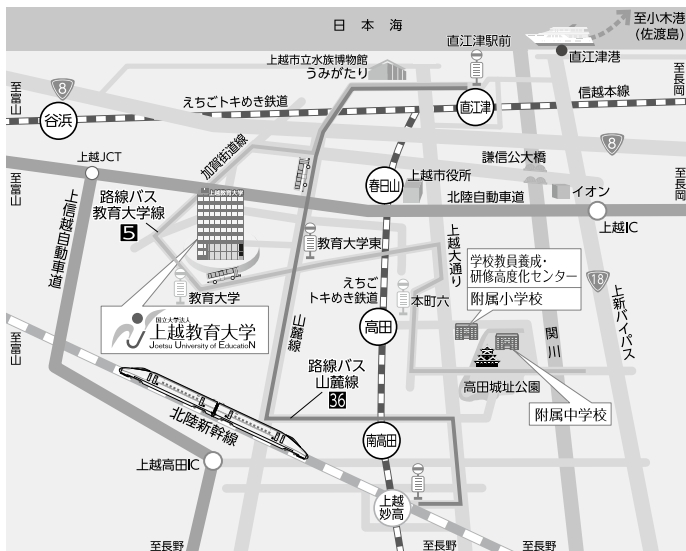 日本海
至小木港
(佐渡島)
直江津駅前
直江津港
上越市立水族博物館
うみがたり
至富山
8
至長岡
えちごトキめき鉄道
信越本線
谷浜
直江津
加賀街道線
8
上越JCT
謙信公大橋
至長岡
至富山
春日山
上越市役所
イオン
路線バス
教育大学線
5
上越教育大学
北陸自動車道
上越IC
上信越自動車道
教育大学東
上越大通り
学校教員養成・
研修高度化センター
附属小学校
18
教育大学
えちご
トキめき鉄道
本町六
上新バイパス
国立大学法人
上越教育大学
Joetsu University of EducatioN
山麓線
高田
関川
至富山
路線バス
山麓線
36
高田城址公園
附属中学校
北陸新幹線
南高田
上越高田IC
上越
妙高
至長野
至長野
至長野